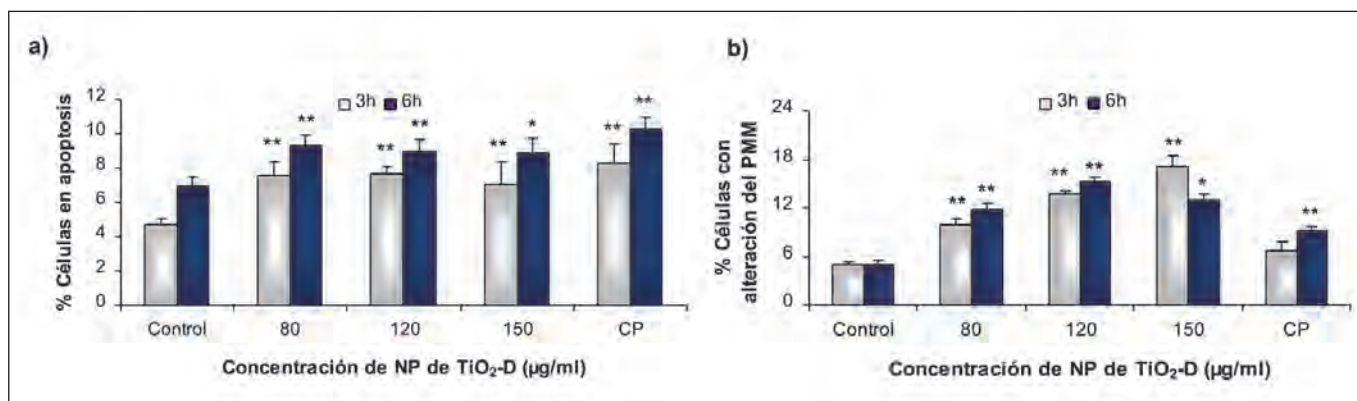 a)
% Células en apoptosis
12
10
8
6
4
2
0
3h 6h
** ** ** ** ** * ** **
Control 80 120 150 CP
Concentración de NP de TiO₂-D (µg/ml)
b)
% Células con
alteración del PMM
24
18
12
6
0
3h 6h
** ** ** ** ** * **
Control 80 120 150 CP
Concentración de NP de TiO₂-D (µg/ml)